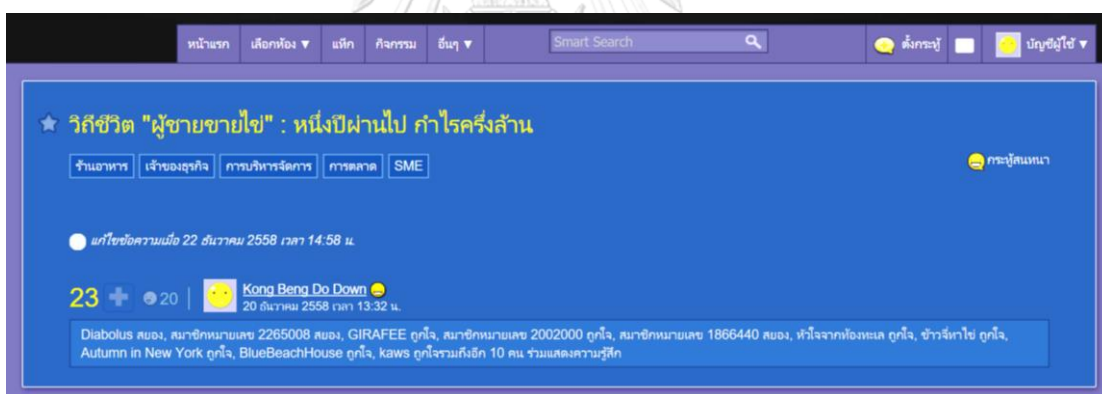 หน้าแรก เลือกห้อง ▼ แท็ก กิจกรรม อื่นๆ ▼ Smart Search ตั้งกระทู้ บัญชีผู้ใช้ ▼
วิถีชีวิต "ผู้ชายขายไข่" : หนึ่งปีผ่านไป กำไรครึ่งล้าน
ร้านอาหาร เจ้าของธุรกิจ การบริหารจัดการ การตลาด SME กระทู้สนทนา
แก้ไขข้อความเมื่อ 22 ธันวาคม 2558 เวลา 14:58 น.
23 20 Kong Beng Do Down
20 ธันวาคม 2558 เวลา 13:32 น.
Diabolus สยอง, สมาชิกหมายเลข 2265008 สยอง, GIRAFEE ถูกใจ, สมาชิกหมายเลข 2002000 ถูกใจ, สมาชิกหมายเลข 1866440 สยอง, หัวใจจากห้องทะเล ถูกใจ, ข้าวจี่ทาไข่ ถูกใจ,
Autumn in New York ถูกใจ, BlueBeachHouse ถูกใจ, kaws ถูกใจรวมถึงอีก 10 คน ร่วมแสดงความรู้สึก